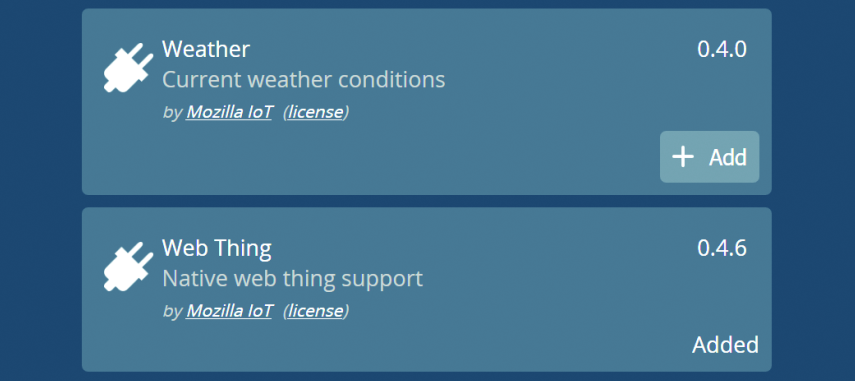 Weather 0.4.0
Current weather conditions
by Mozilla IoT (license)
+ Add
Web Thing 0.4.6
Native web thing support
by Mozilla IoT (license)
Added